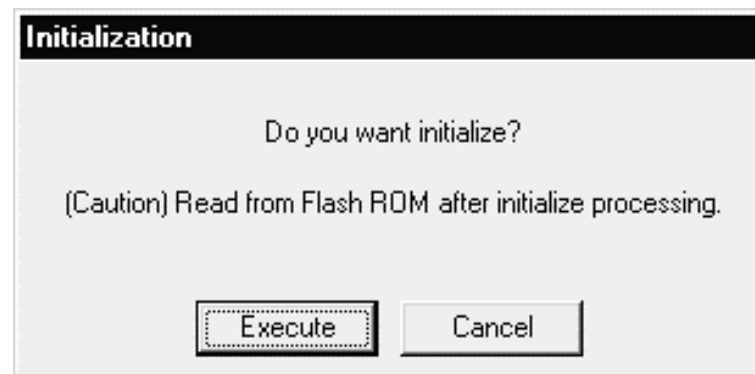 Initialization
Do you want initialize?
(Caution) Read from Flash ROM after initialize processing.
Execute
Cancel